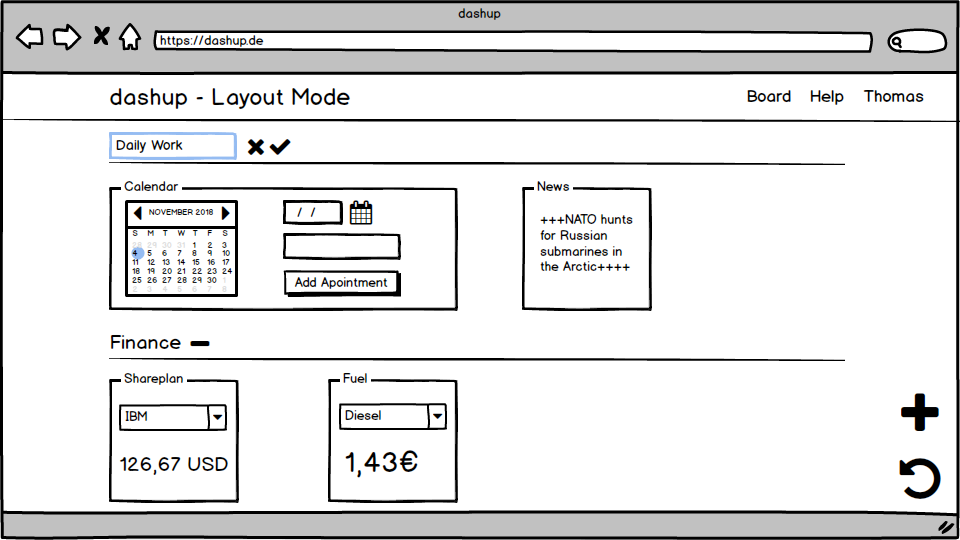 dashup
https://dashup.de
dashup - Layout Mode
Board Help Thomas
Daily Work
Calendar
NOVEMBER 2018
S M T W T F S
28 29 30 31 1 2 3
4 5 6 7 8 9 10
11 12 13 14 15 16 17
18 19 20 21 22 23 24
25 26 27 28 29 30 1
2 3 4 5 6 7 8
/ /
Add Apointment
News
+++NATO hunts
for Russian
submarines in
the Arctic++++
Finance
Shareplan
IBM
126,67 USD
Fuel
Diesel
1,43€